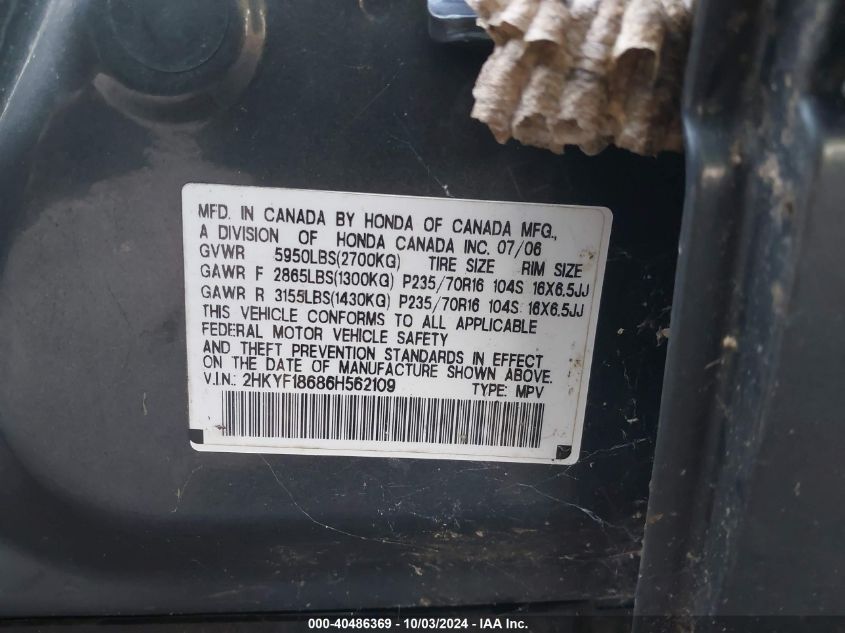 MFD. IN CANADA BY HONDA OF CANADA MFG.,
A DIVISION OF HONDA CANADA INC. 07/06
GVWR 5950LBS(2700KG) TIRE SIZE RIM SIZE
GAWR F 2865LBS(1300KG) P235/70R16 104S 16X6.5JJ
GAWR R 3155LBS(1430KG) P235/70R16 104S 16X6.5JJ
THIS VEHICLE CONFORMS TO ALL APPLICABLE
FEDERAL MOTOR VEHICLE SAFETY
AND THEFT PREVENTION STANDARDS IN EFFECT
ON THE DATE OF MANUFACTURE SHOWN ABOVE.
V.I.N.: 2HKYF18686H562109 TYPE: MPV
000-40486369 - 10/03/2024 - IAA Inc.